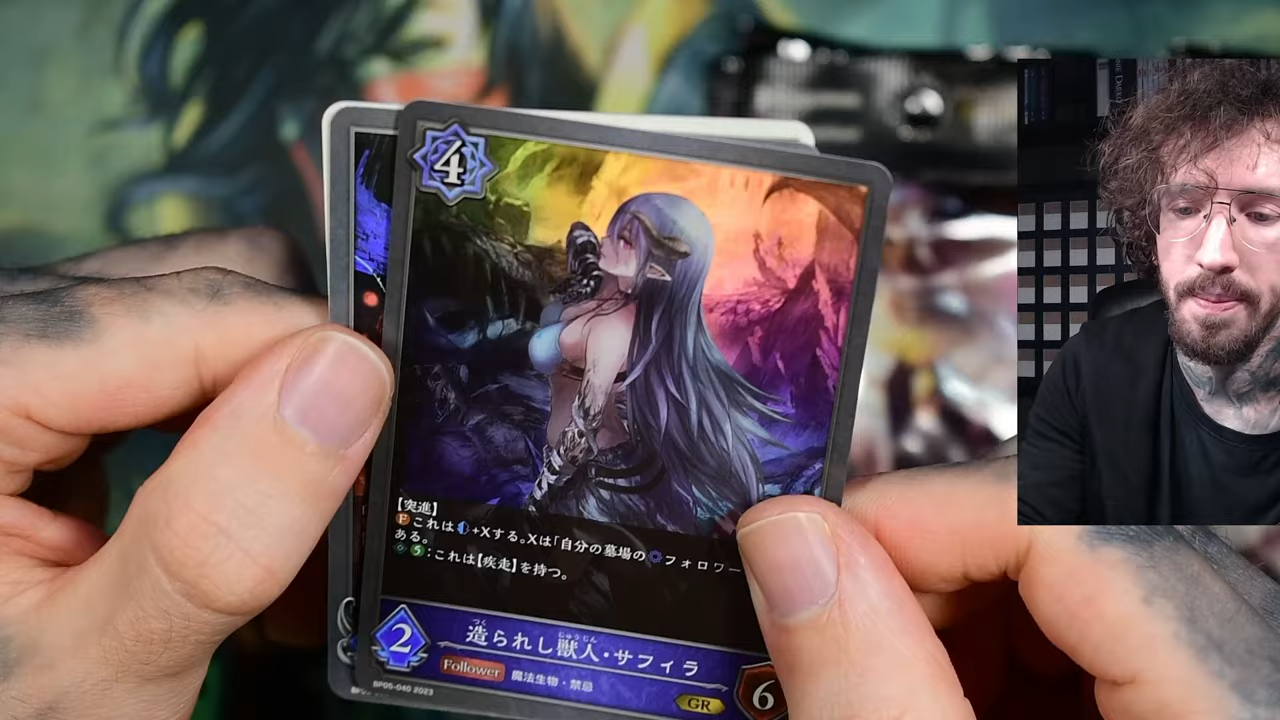 4
【突進】
Fこれは+Xする。Xは「自分の墓場のフォロワー
ある。
5:これは【疾走】を持つ。
2
つく じゅうじん
造られし獣人・サフィラ
Follower 魔法生物・禁忌
GR
6
BP05-040 2023